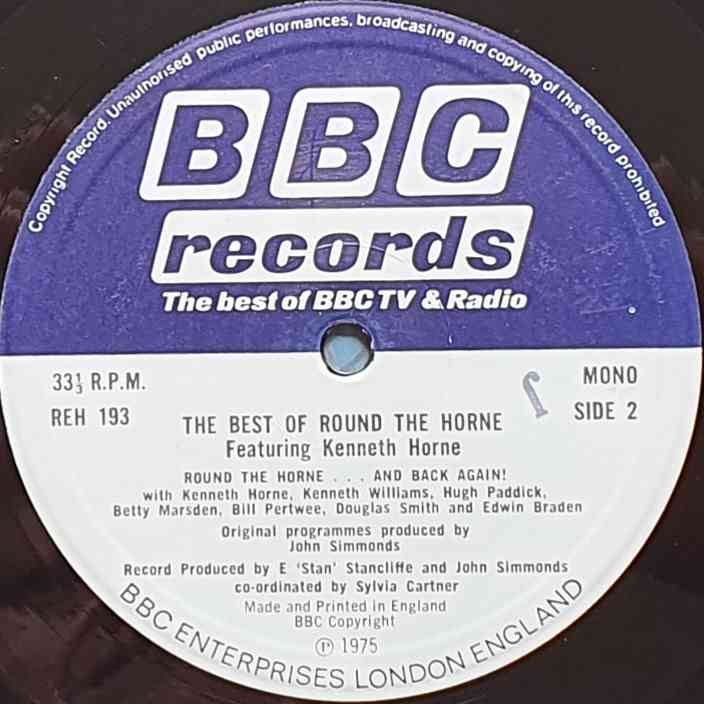 Copyright Record. Unauthorised public performances, broadcasting and copying of this record prohibited
BBC
records
The best of BBC TV & Radio
33⅓ R.P.M.
MONO
REH 193
SIDE 2
THE BEST OF ROUND THE HORNE
Featuring Kenneth Horne
ROUND THE HORNE . . . AND BACK AGAIN!
with Kenneth Horne, Kenneth Williams, Hugh Paddick,
Betty Marsden, Bill Pertwee, Douglas Smith and Edwin Braden
Original programmes produced by
John Simmonds
Record Produced by E 'Stan' Stancliffe and John Simmonds
co-ordinated by Sylvia Cartner
Made and Printed in England
BBC Copyright
℗ 1975
BBC ENTERPRISES LONDON ENGLAND